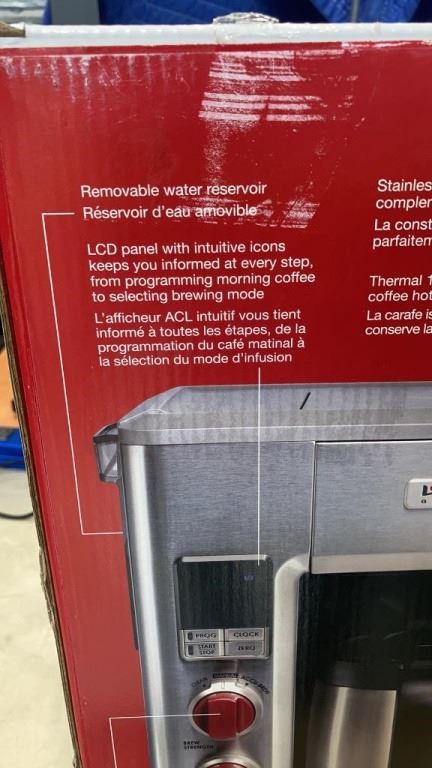 Removable water reservoir
Réservoir d'eau amovible
LCD panel with intuitive icons
keeps you informed at every step,
from programming morning coffee
to selecting brewing mode
L'afficheur ACL intuitif vous tient
informé à toutes les étapes, de la
programmation du café matinal à
la sélection du mode d'infusion
Stainles
complem
La const
parfaitem
Thermal 1
coffee hot
La carafe is
conserve la
PROG
CLOCK
START
STOP
ZERO
CLEAN
MANUAL
BREW
STRENGTH